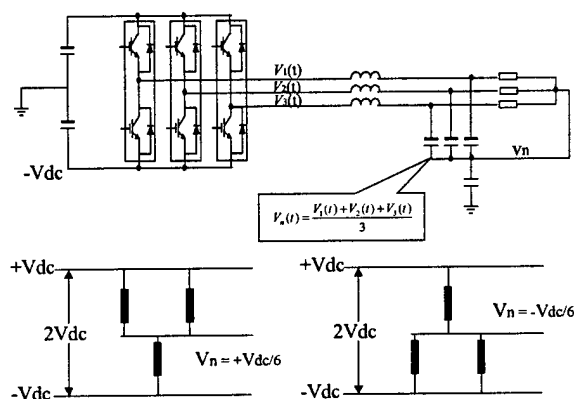 V₁(t)
V₂(t)
V₃(t)
-Vdc
Vn
Vₙ(t) = (V₁(t)+V₂(t)+V₃(t))/3
+Vdc
2Vdc
Vn = +Vdc/6
-Vdc
+Vdc
2Vdc
Vn = -Vdc/6
-Vdc